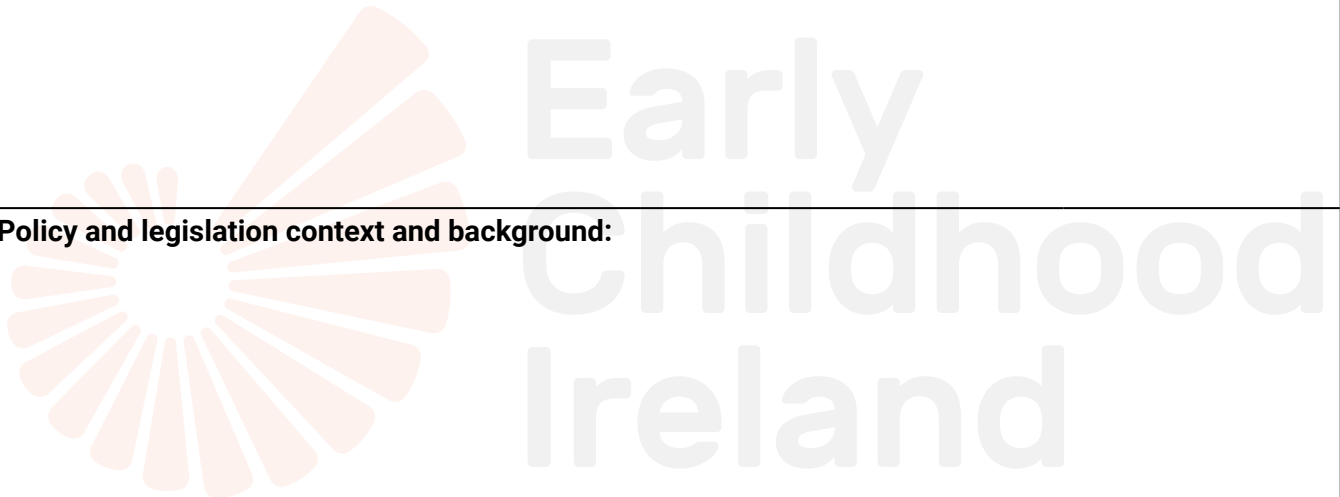 Early
Policy and legislation context and background:
Childhood
Ireland